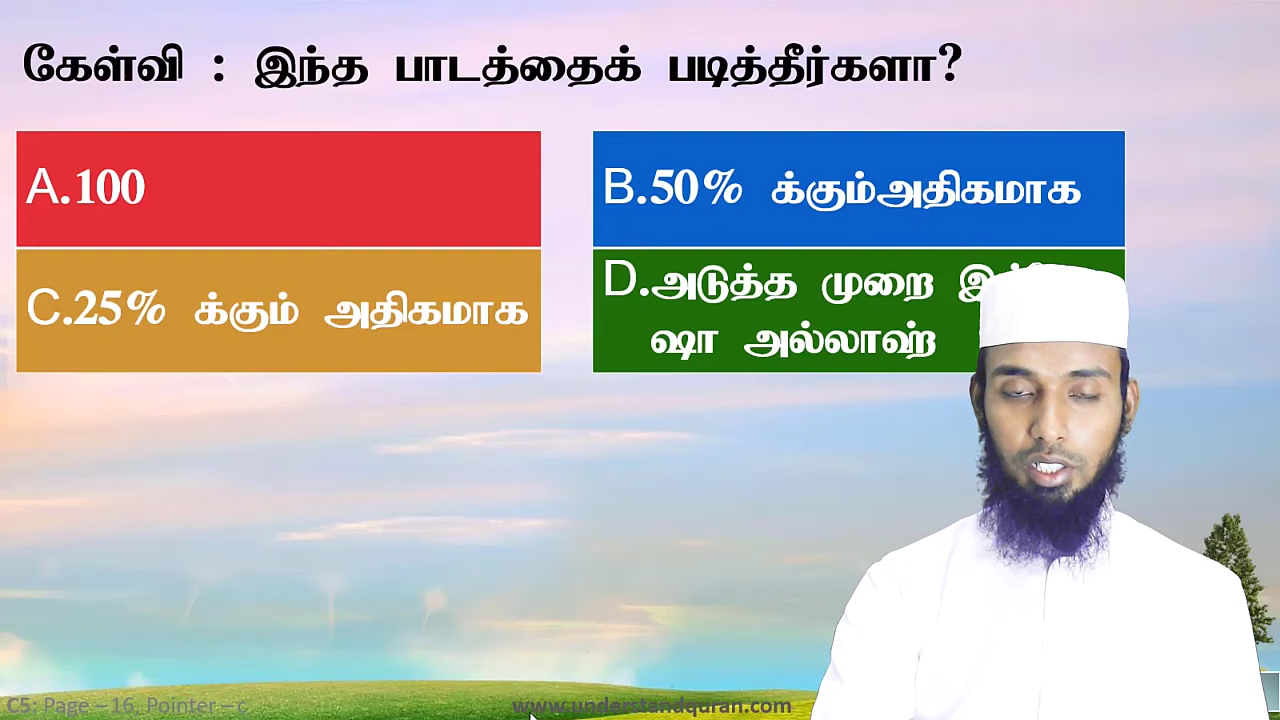 கேள்வி : இந்த பாடத்தைக் படித்தீர்களா?
A.100
B.50% க்கும்அதிகமாக
C.25% க்கும் அதிகமாக
D.அடுத்த முறை
ஷா அல்லாஹ்
C5: Page – 16, Pointer – c
www.understandquran.com